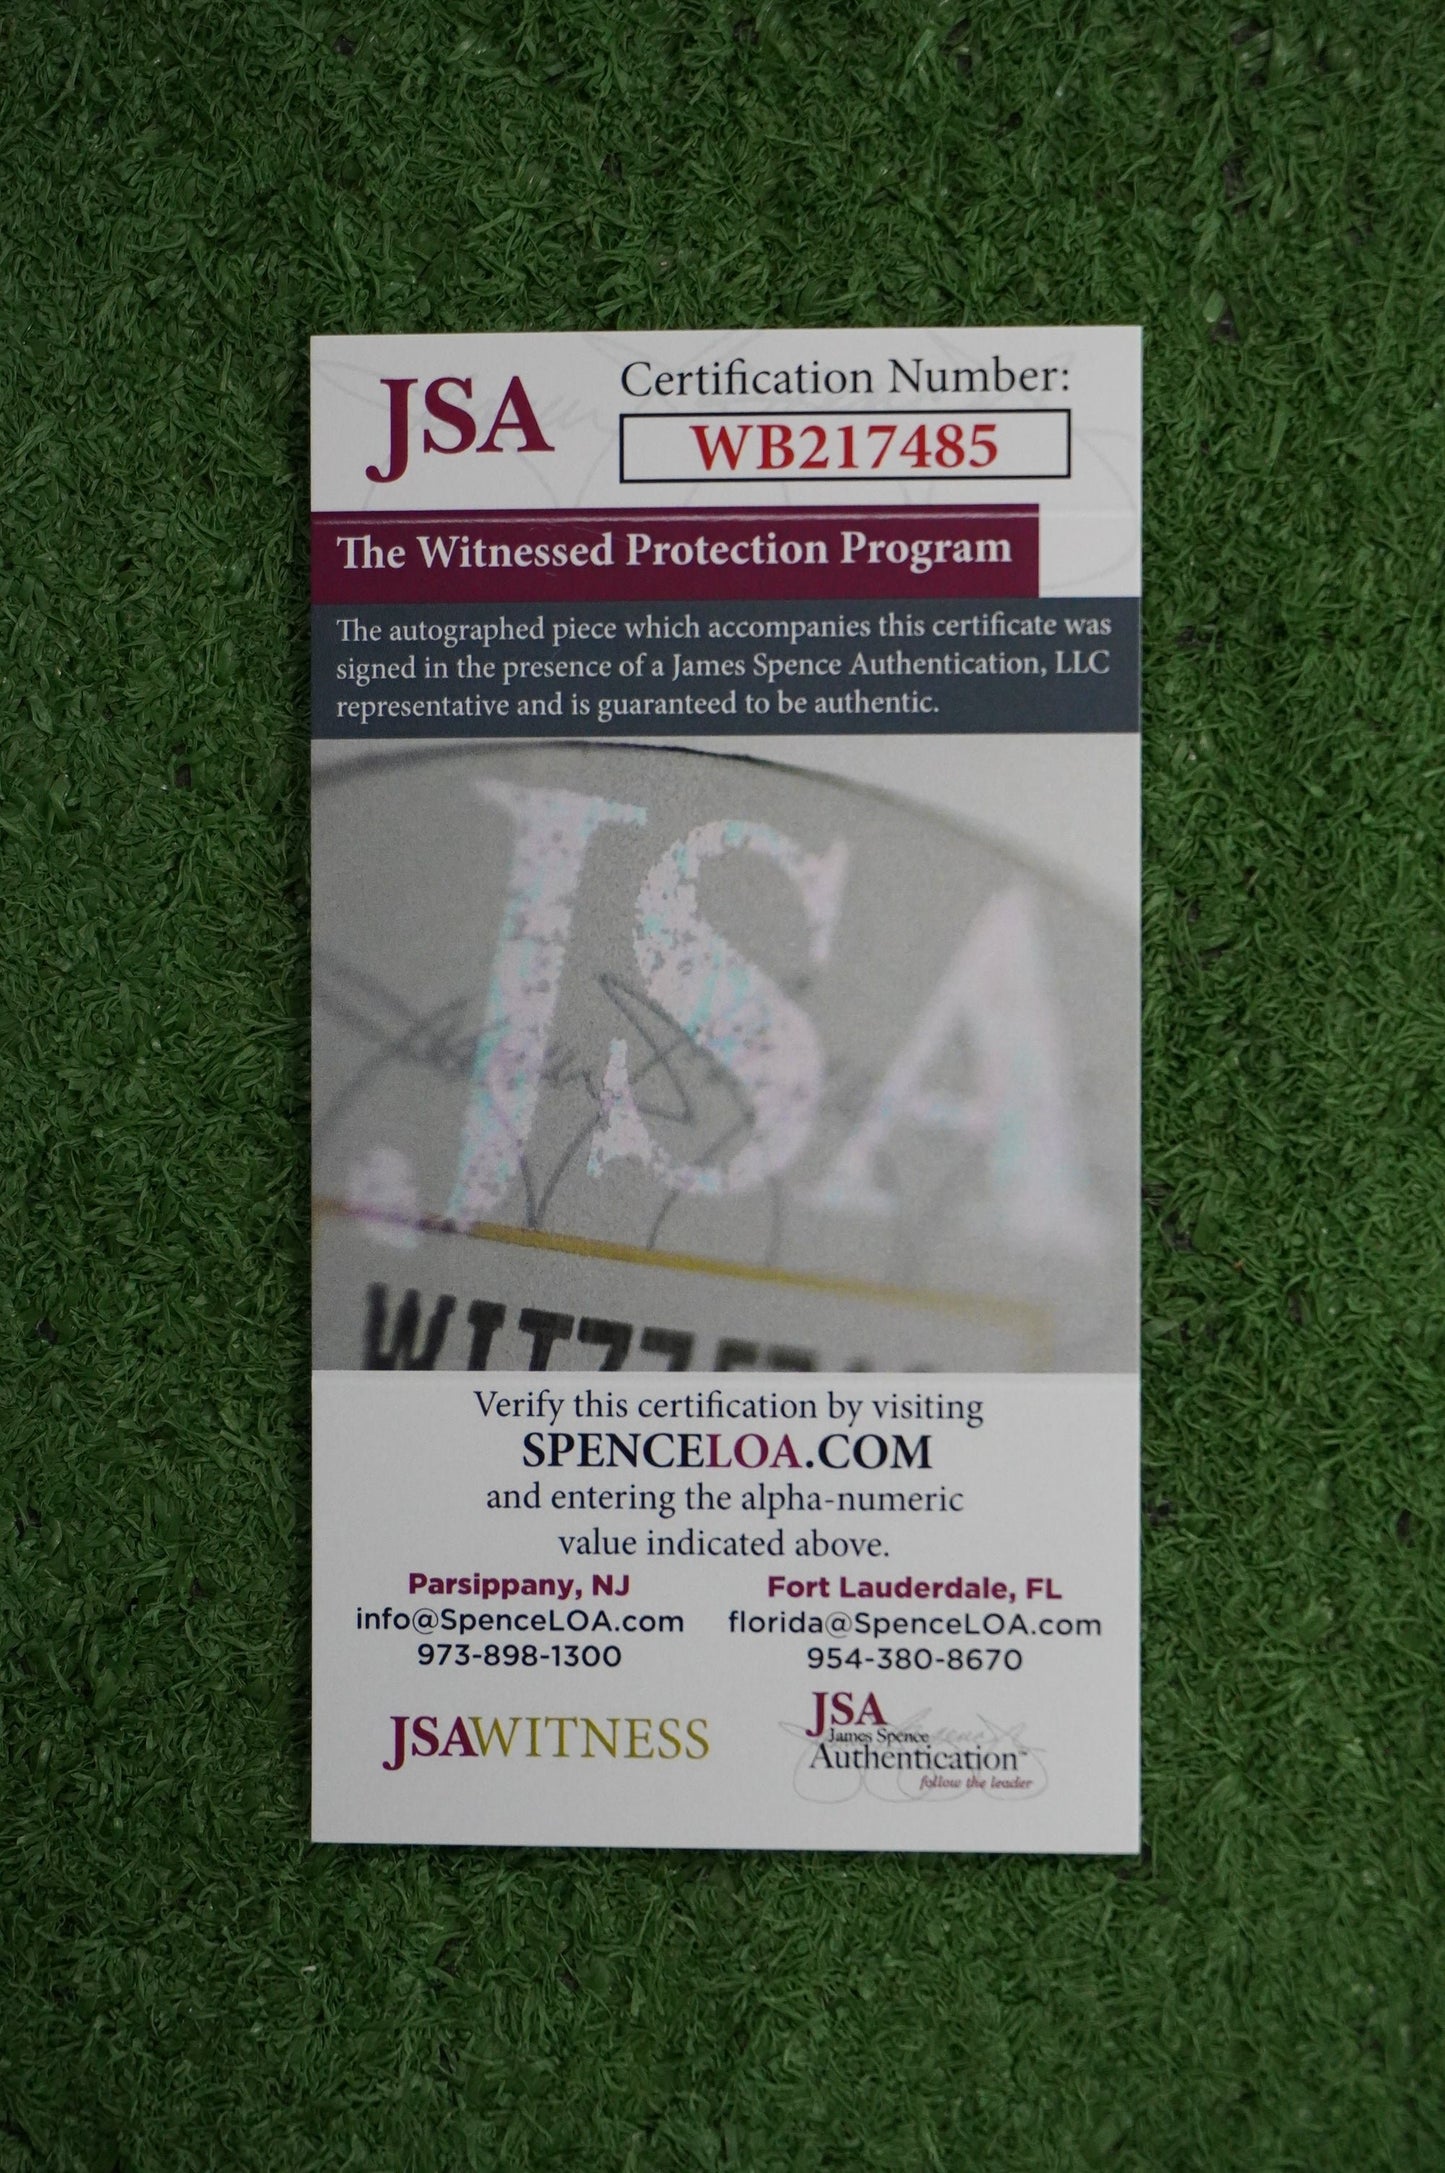 JSA
Certification Number:
WB217485
The Witnessed Protection Program
The autographed piece which accompanies this certificate was
signed in the presence of a James Spence Authentication, LLC
representative and is guaranteed to be authentic.
JSA
Verify this certification by visiting
SPENCELOA.COM
and entering the alpha-numeric
value indicated above.
Parsippany, NJ
info@SpenceLOA.com
973-898-1300
Fort Lauderdale, FL
florida@SpenceLOA.com
954-380-8670
JSAWITNESS
JSA
James Spence
Authentication™
follow the leader